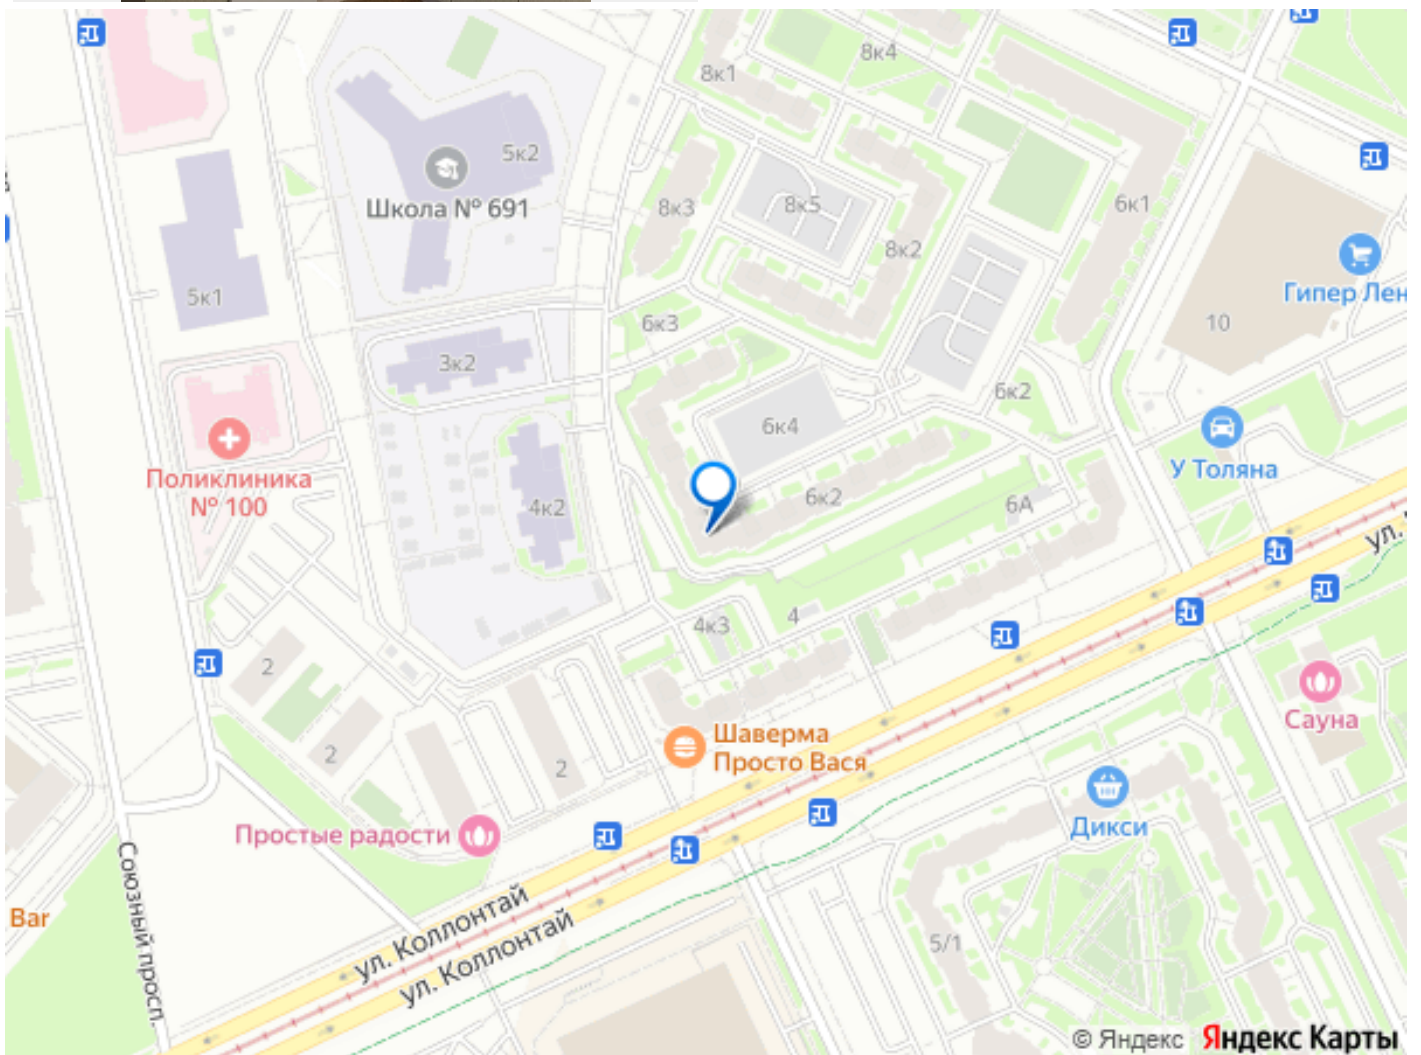 8к4
8к1
5к2
Школа № 691
8к3
8к5
6к1
8к2
5к1
Гипер Лен
6к3
10
3к2
6к2
6к4
У Толяна
Поликлиника
№ 100
4к2
6к2
6А
ул.
4к3
4
2
Сауна
Шаверма
Просто Вася
2
2
Простые радости
Дикси
Союзный просп.
Bar
ул. Коллонтай
ул. Коллонтай
5/1
© Яндекс Яндекс Карты